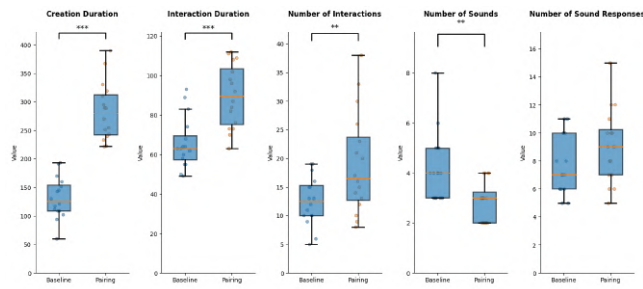 Creation Duration
***
400
350
300
250
200
150
100
50
0
Value
Baseline
Pairing
Interaction Duration
***
120
100
80
60
40
20
0
Value
Baseline
Pairing
Number of Interactions
**
40
35
30
25
20
15
10
5
0
Value
Baseline
Pairing
Number of Sounds
**
8
6
4
2
0
Value
Baseline
Pairing
Number of Sound Responses
16
14
12
10
8
6
4
2
0
Value
Baseline
Pairing